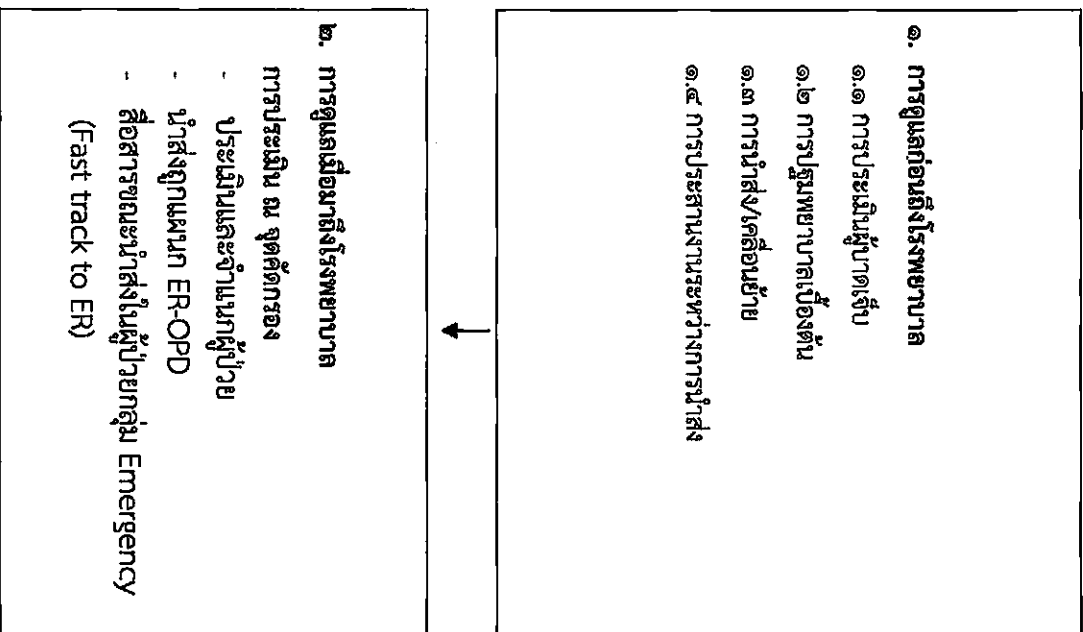 ๑. การดูแลก่อนถึงโรงพยาบาล
๑.๑ การประเมินผู้บาดเจ็บ
๑.๒ การปฐมพยาบาลเบื้องต้น
๑.๓ การนำส่ง/เคลื่อนย้าย
๑.๔ การประสานงานระหว่างการนำส่ง
๒. การดูแลเมื่อมาถึงโรงพยาบาล
การประเมิน ณ จุดคัดกรอง
- ประเมินและจำแนกผู้ป่วย
- นำส่งถูกแผนก ER-OPD
- สื่อสารขณะนำส่งในผู้ป่วยกลุ่ม Emergency
(Fast track to ER)